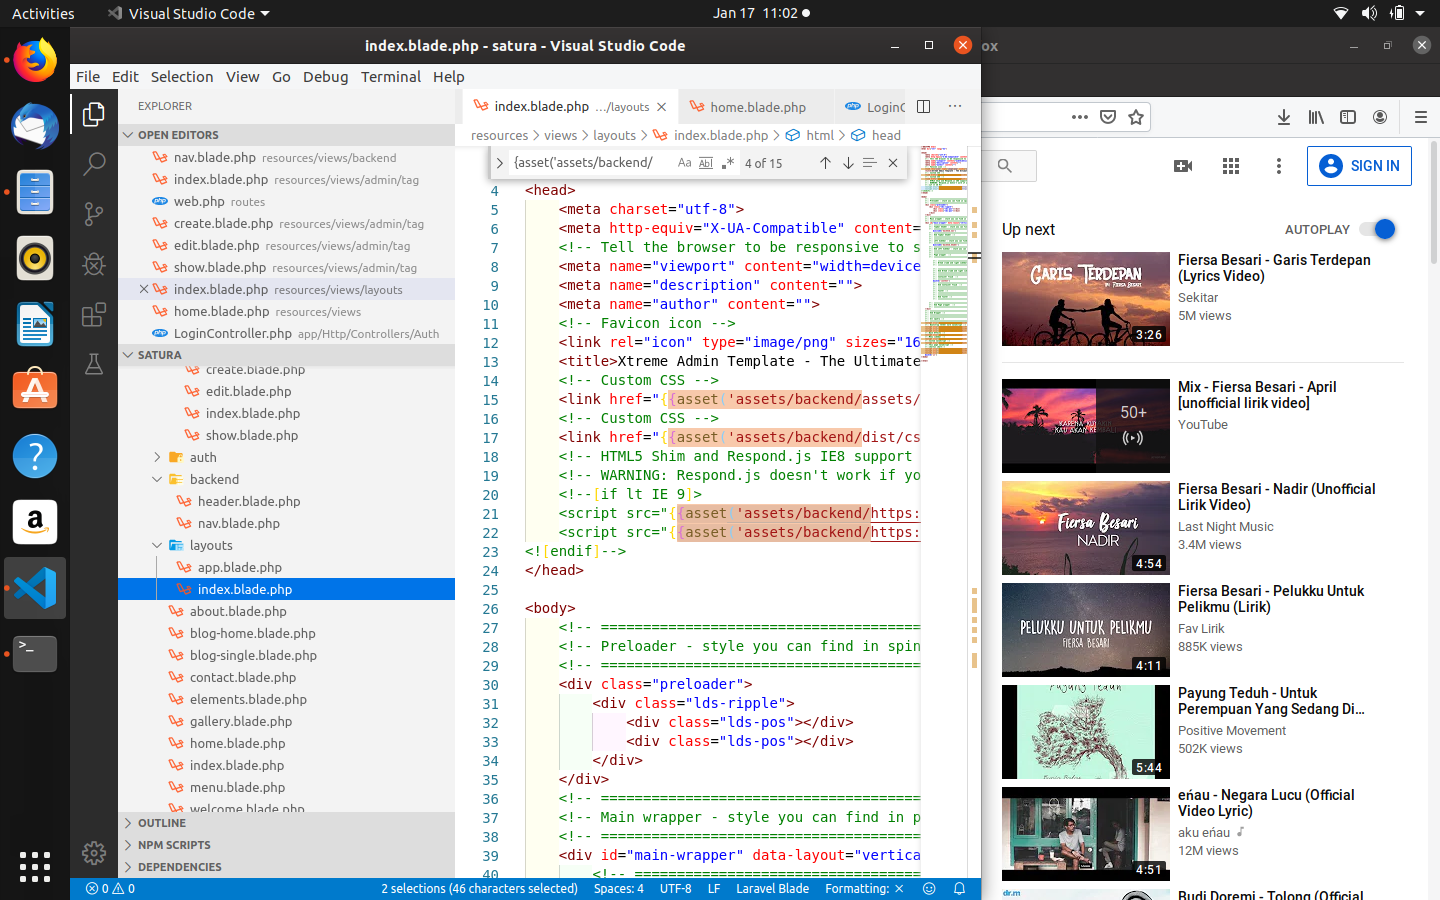 Activities
Visual Studio Code
Jan 17 11:02
index.blade.php - satura - Visual Studio Code
File Edit Selection View Go Debug Terminal Help
EXPLORER
OPEN EDITORS
nav.blade.php resources/views/backend
index.blade.php resources/views/admin/tag
web.php routes
create.blade.php resources/views/admin/tag
edit.blade.php resources/views/admin/tag
show.blade.php resources/views/admin/tag
index.blade.php resources/views/layouts
home.blade.php resources/views
LoginController.php app/Http/Controllers/Auth
SATURA
create.blade.php
edit.blade.php
index.blade.php
show.blade.php
auth
backend
header.blade.php
nav.blade.php
layouts
app.blade.php
index.blade.php
about.blade.php
blog-home.blade.php
blog-single.blade.php
contact.blade.php
elements.blade.php
gallery.blade.php
home.blade.php
index.blade.php
menu.blade.php
welcome.blade.php
OUTLINE
NPM SCRIPTS
DEPENDENCIES
index.blade.php .../layouts
home.blade.php
resources > views > layouts > index.blade.php > html > head
{asset('assets/backend/ Aa 4 of 15
4 <head>
5 <meta charset="utf-8">
6 <meta http-equiv="X-UA-Compatible" content=
7 <!-- Tell the browser to be responsive to s
8 <meta name="viewport" content="width=device
9 <meta name="description" content="">
10 <meta name="author" content="">
11 <!-- Favicon icon -->
12 <link rel="icon" type="image/png" sizes="16
13 <title>Xtreme Admin Template - The Ultimate
14 <!-- Custom CSS -->
15 <link href="{{asset('assets/backend/assets/
16 <!-- Custom CSS -->
17 <link href="{{asset('assets/backend/dist/cs
18 <!-- HTML5 Shim and Respond.js IE8 support
19 <!-- WARNING: Respond.js doesn't work if yo
20 <!--[if lt IE 9]>
21 <script src="{{asset('assets/backend/https:
22 <script src="{{asset('assets/backend/https:
23 <![endif]-->
24 </head>
25
26 <body>
27 <!-- ======================================
28 <!-- Preloader - style you can find in spin
29 <!-- ======================================
30 <div class="preloader">
31 <div class="lds-ripple">
32 <div class="lds-pos"></div>
33 <div class="lds-pos"></div>
34 </div>
35 </div>
36 <!-- ======================================
37 <!-- Main wrapper - style you can find in p
38 <!-- ======================================
39 <div id="main-wrapper" data-layout="vertica
40 <!-- ==================================
0 0
2 selections (46 characters selected) Spaces: 4 UTF-8 LF Laravel Blade Formatting: ×
ox
SIGN IN
Up next
AUTOPLAY
GARIS TERDEPAN
BY FIERSA BESARI
3:26
Fiersa Besari - Garis Terdepan (Lyrics Video)
Sekitar
5M views
50+
Mix - Fiersa Besari - April [unofficial lirik video]
YouTube
Fiersa Besari
NADIR
4:54
Fiersa Besari - Nadir (Unofficial Lirik Video)
Last Night Music
3.4M views
PELUKKU UNTUK PELIKMU
FIERSA BESARI
4:11
Fiersa Besari - Pelukku Untuk Pelikmu (Lirik)
Fav Lirik
885K views
Payung Teduh
5:44
Payung Teduh - Untuk Perempuan Yang Sedang Di...
Positive Movement
502K views
4:51
eńau - Negara Lucu (Official Video Lyric)
aku eńau
12M views
dr.m
Budi Doremi - Tolong (Official